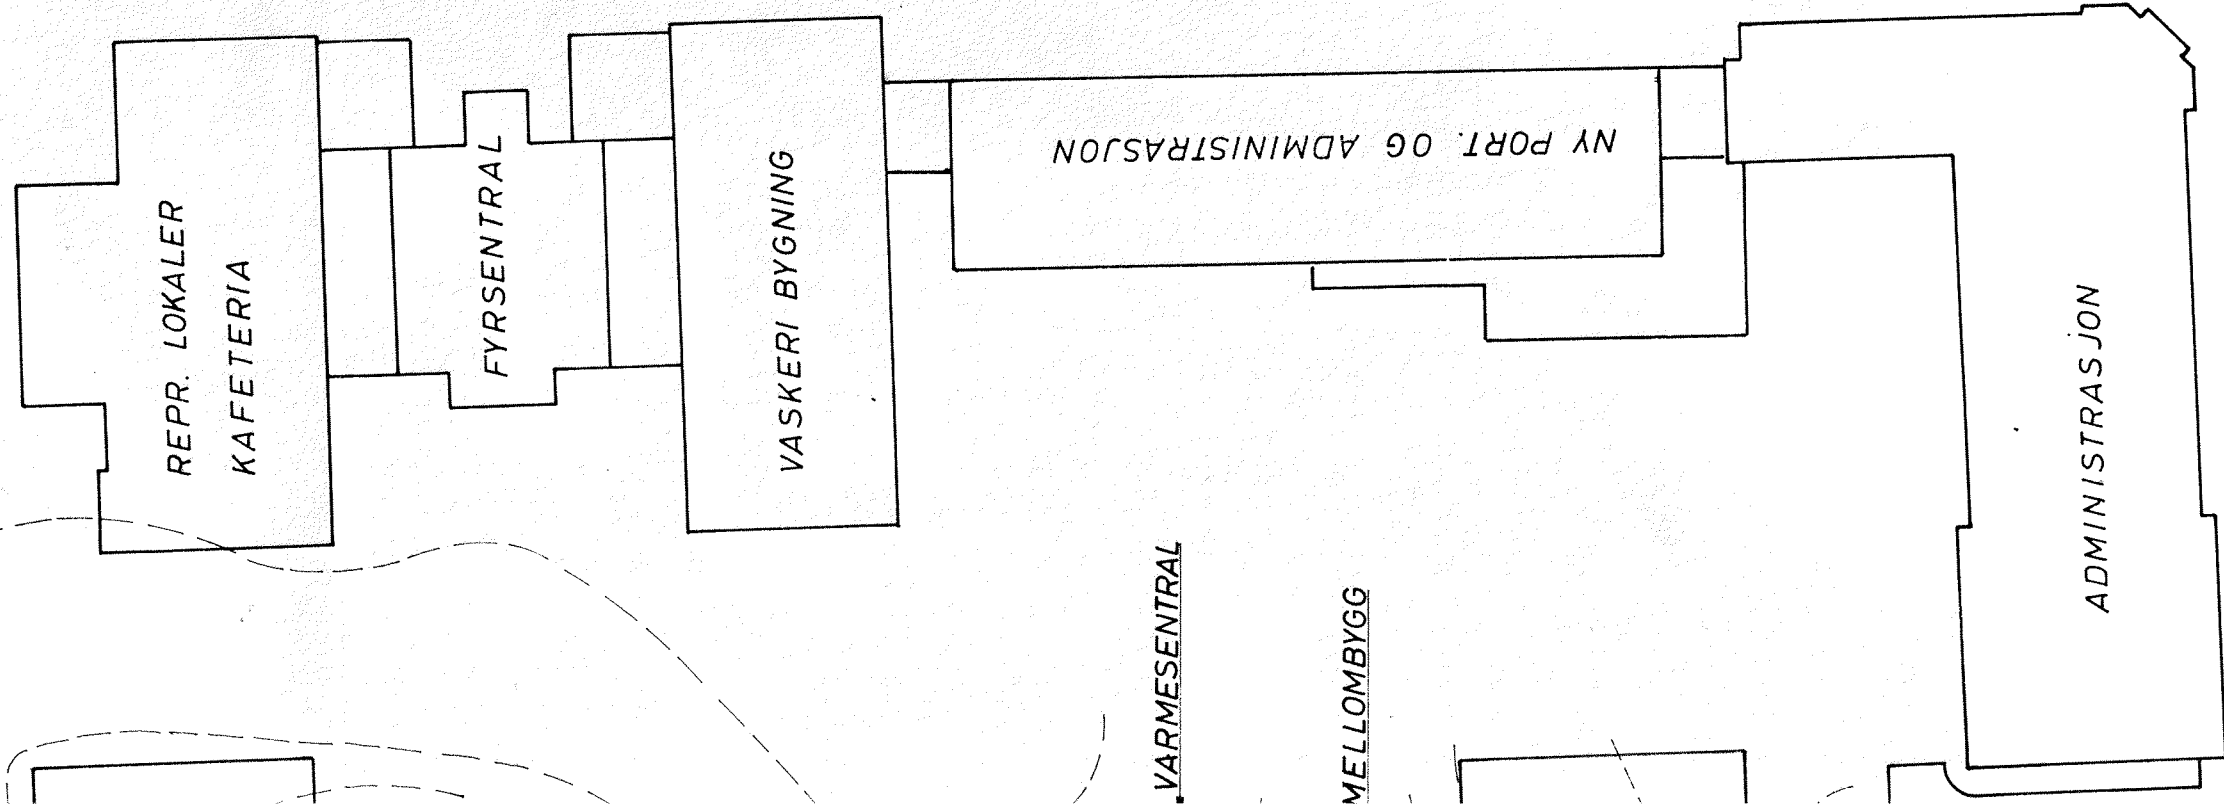 REPR. LOKALER
KAFETERIA
FYRSENTRAL
VASKERI BYGNING
NY PORT. OG ADMINISTRASJON
ADMINISTRASJON
VARMESENTRAL
MELLOMBYGG